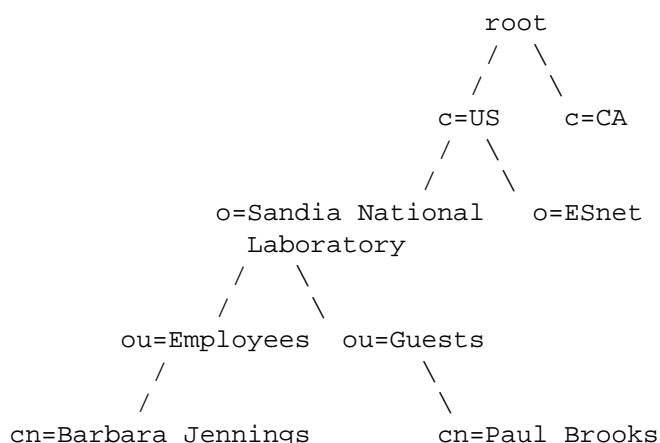 root
c=US c=CA
o=Sandia National o=ESnet
Laboratory
ou=Employees ou=Guests
cn=Barbara Jennings cn=Paul Brooks